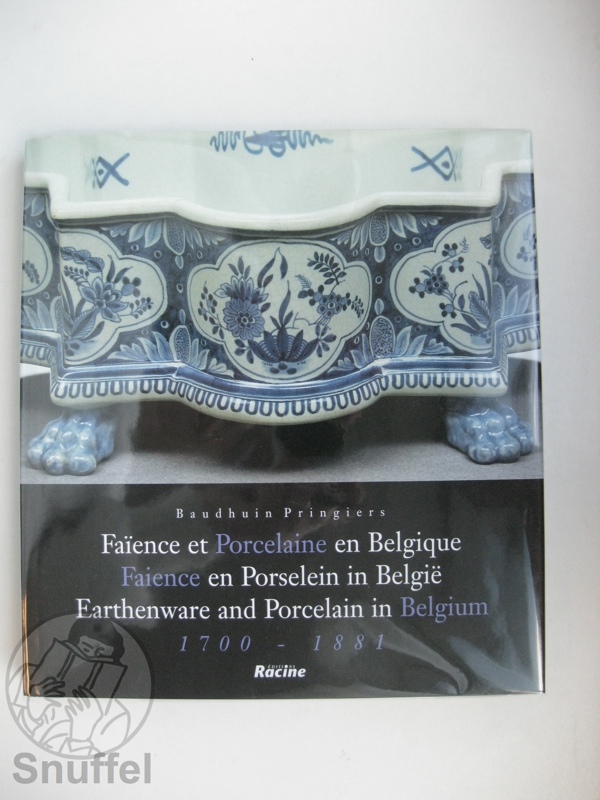 Baudhuin Pringiers
Faïence et Porcelaine en Belgique
Faience en Porselein in België
Earthenware and Porcelain in Belgium
1700 - 1881
ÉDITIONS
Racine
Snuffel